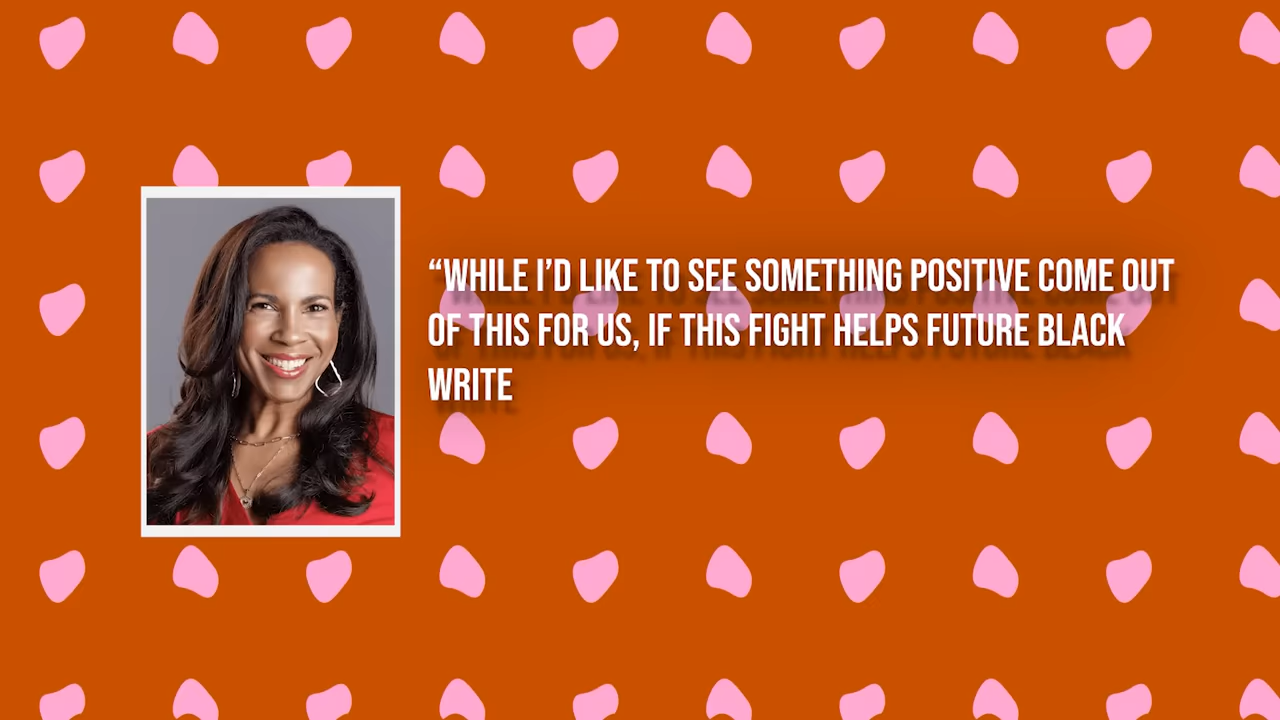 “WHILE I’D LIKE TO SEE SOMETHING POSITIVE COME OUT
OF THIS FOR US, IF THIS FIGHT HELPS FUTURE BLACK
WRITE